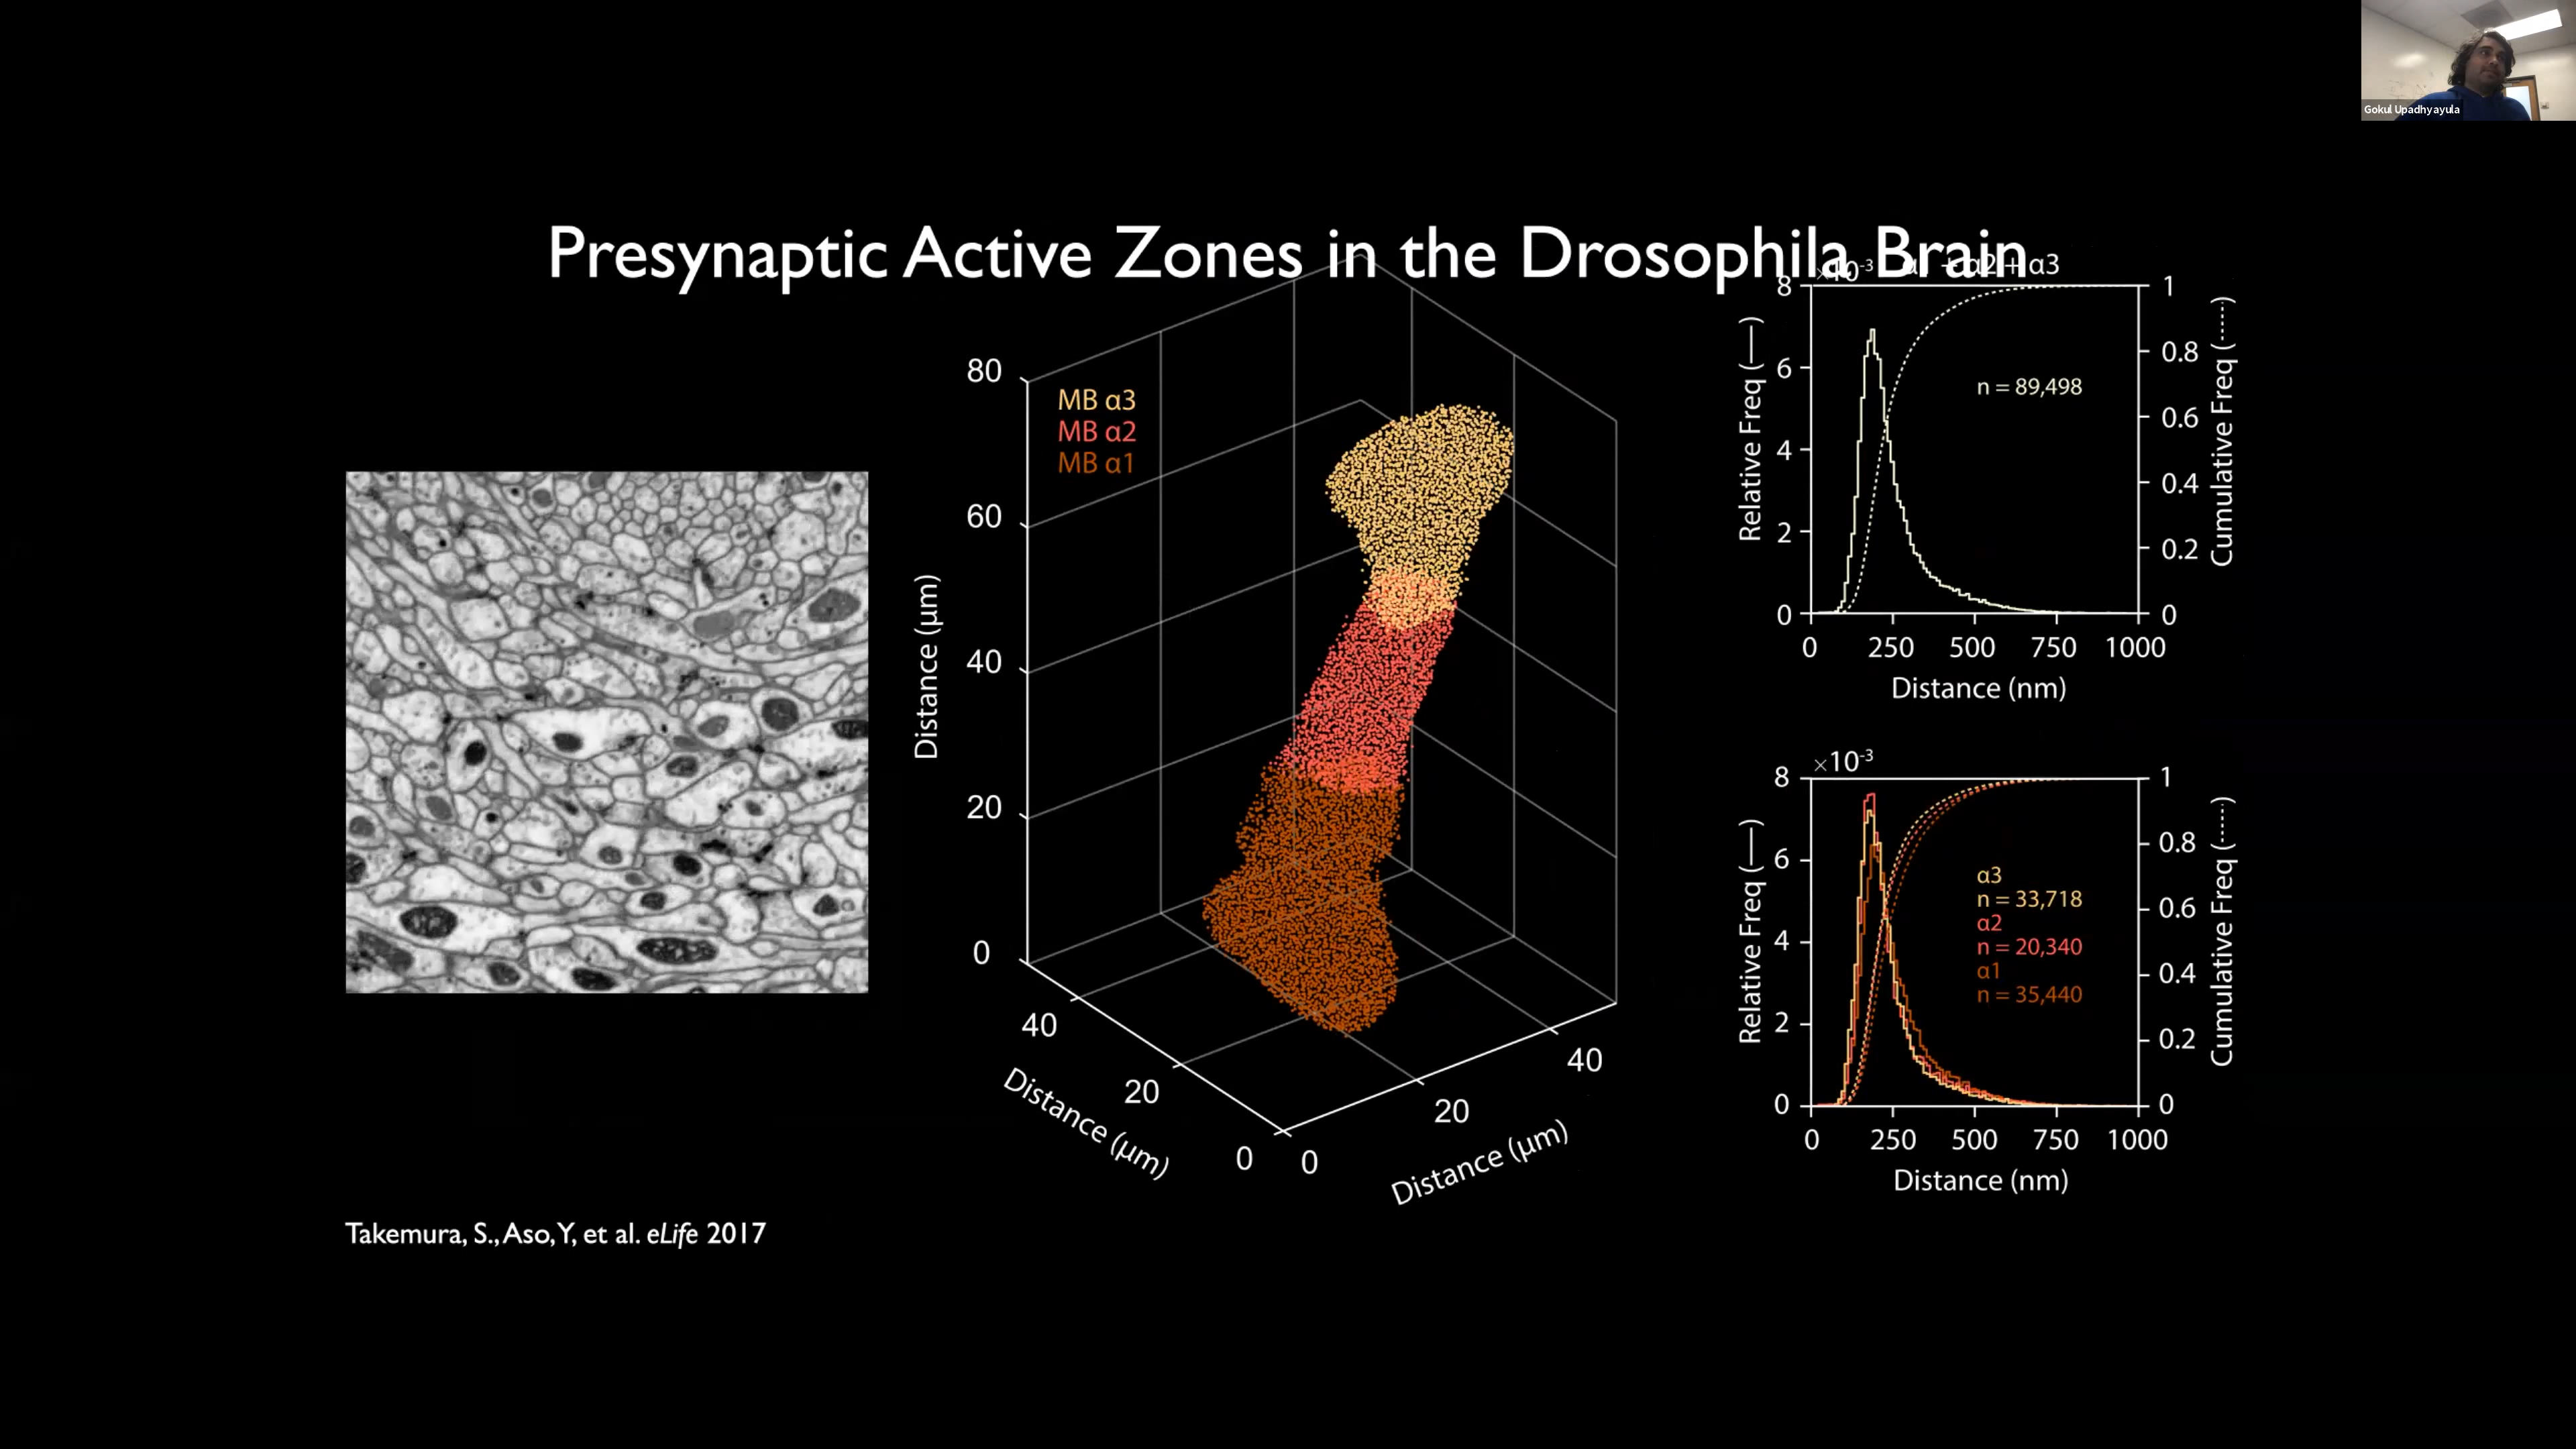 Gokul Upadhyayula
Presynaptic Active Zones in the Drosophila Brain
MB α3
MB α2
MB α1
80
60
40
20
0
Distance (µm)
40
20
0
Distance (µm)
0
20
40
Distance (µm)
×10-3
α1 + α2 + α3
8
6
4
2
0
Relative Freq (—)
n = 89,498
1
0.8
0.6
0.4
0.2
0
Cumulative Freq (-----)
0 250 500 750 1000
Distance (nm)
×10-3
8
6
4
2
0
Relative Freq (—)
α3
n = 33,718
α2
n = 20,340
α1
n = 35,440
1
0.8
0.6
0.4
0.2
0
Cumulative Freq (-----)
0 250 500 750 1000
Distance (nm)
Takemura, S., Aso, Y, et al. eLife 2017